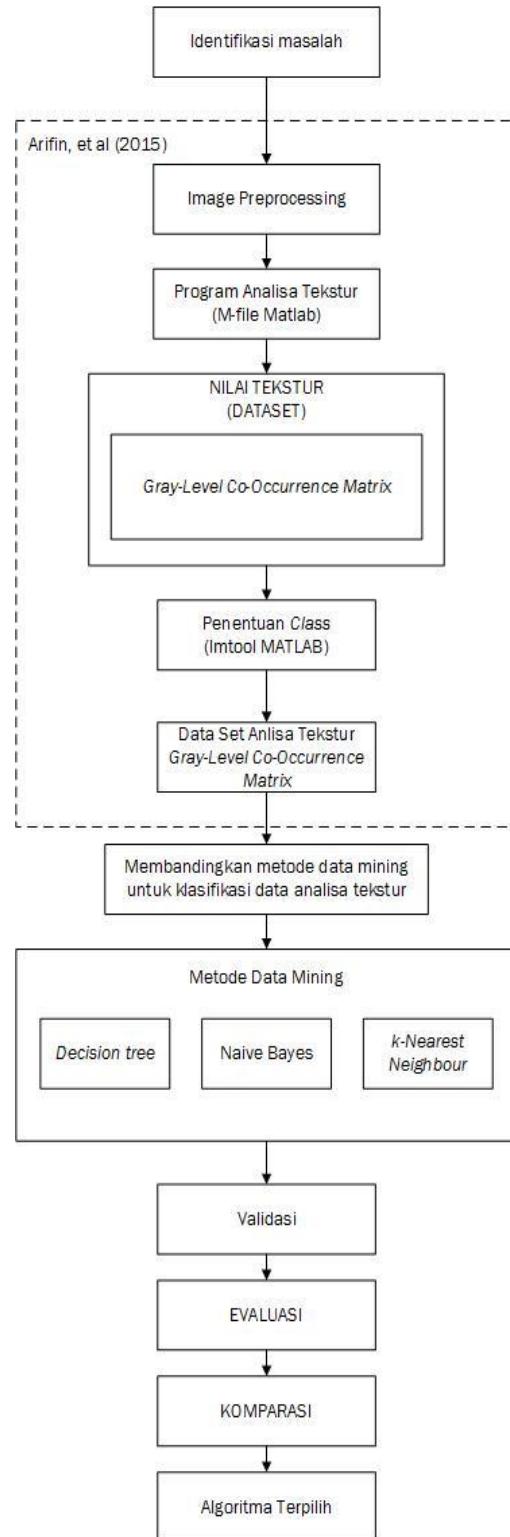 Identifikasi masalah
Arifin, et al (2015)
Image Preprocessing
Program Analisa Tekstur
(M-file Matlab)
NILAI TEKSTUR
(DATASET)
Gray-Level Co-Occurrence Matrix
Penentuan Class
(Imtool MATLAB)
Data Set Anlisa Tekstur
Gray-Level Co-Occurrence
Matrix
Membandingkan metode data mining
untuk klasifikasi data analisa tekstur
Metode Data Mining
Decision tree
Naive Bayes
k-Nearest
Neighbour
Validasi
EVALUASI
KOMPARASI
Algoritma Terpilih